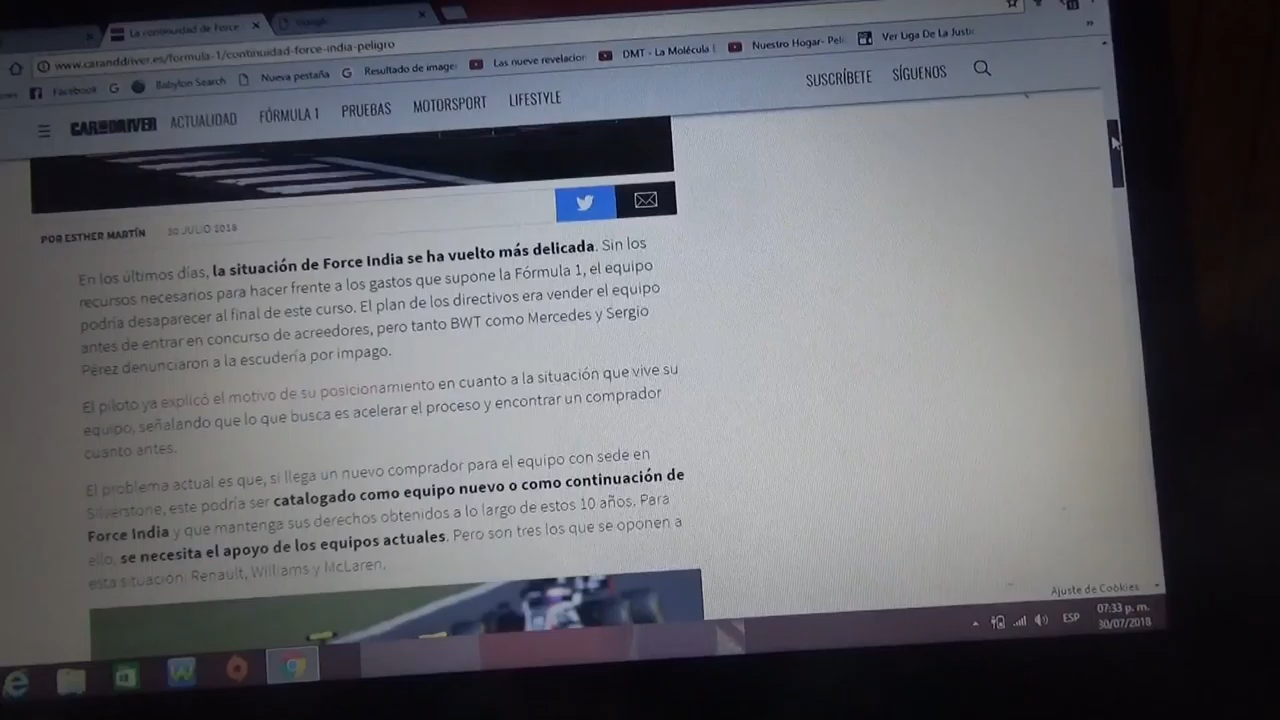 La continuidad de Force
Google
www.caranddriver.es/formula-1/continuidad-force-india-peligro
Facebook
Babylon Search
Nueva pestaña
Resultado de image
Las nueve revelacion
DMT - La Molécula
Nuestro Hogar- Pel
Ver Liga De La Justic
CAR AND DRIVER
ACTUALIDAD
FÓRMULA 1
PRUEBAS
MOTORSPORT
LIFESTYLE
SUSCRÍBETE
SÍGUENOS
POR ESTHER MARTÍN 30 JULIO 2018
En los últimos días, la situación de Force India se ha vuelto más delicada. Sin los
recursos necesarios para hacer frente a los gastos que supone la Fórmula 1, el equipo
podría desaparecer al final de este curso. El plan de los directivos era vender el equipo
antes de entrar en concurso de acreedores, pero tanto BWT como Mercedes y Sergio
Pérez denunciaron a la escudería por impago.
El piloto ya explicó el motivo de su posicionamiento en cuanto a la situación que vive su
equipo, señalando que lo que busca es acelerar el proceso y encontrar un comprador
cuanto antes.
El problema actual es que, si llega un nuevo comprador para el equipo con sede en
Silverstone, este podría ser catalogado como equipo nuevo o como continuación de
Force India y que mantenga sus derechos obtenidos a lo largo de estos 10 años. Para
ello, se necesita el apoyo de los equipos actuales. Pero son tres los que se oponen a
esta situación: Renault, Williams y McLaren.
Ajuste de Cookies
ESP
07:33 p. m.
30/07/2018